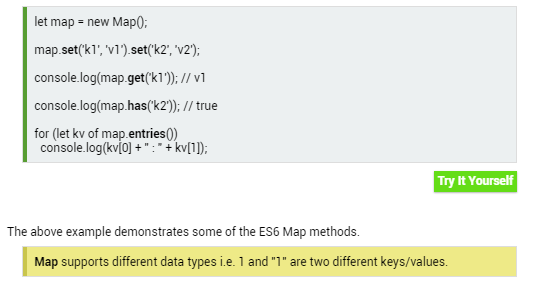 let map = new Map();
map.set('k1', 'v1').set('k2', 'v2');
console.log(map.get('k1')); // v1
console.log(map.has('k2')); // true
for (let kv of map.entries())
console.log(kv[0] + " : " + kv[1]);
Try It Yourself
The above example demonstrates some of the ES6 Map methods.
Map supports different data types i.e. 1 and "1" are two different keys/values.